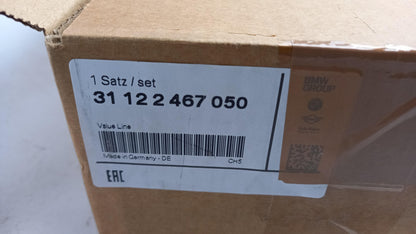 1 Satz / set
31 12 2 467 050
Value Line
Made in Germany - DE
CH5
EAC
BMW
GROUP